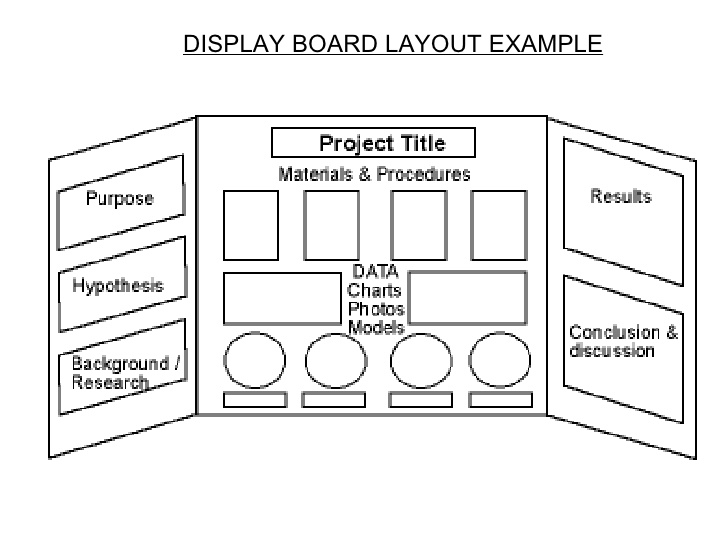 DISPLAY BOARD LAYOUT EXAMPLE
Purpose
Hypothesis
Background /
Research
Project Title
Materials & Procedures
DATA
Charts
Photos
Models
Results
Conclusion &
discussion